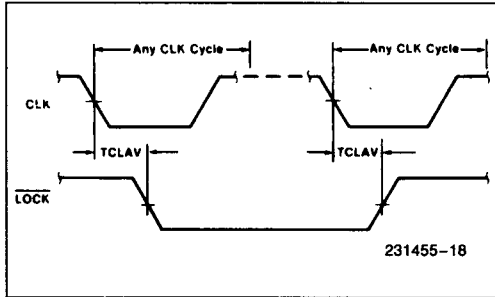 Any CLK Cycle Any CLK Cycle
CLK
TCLAV TCLAV
LOCK
231455-18